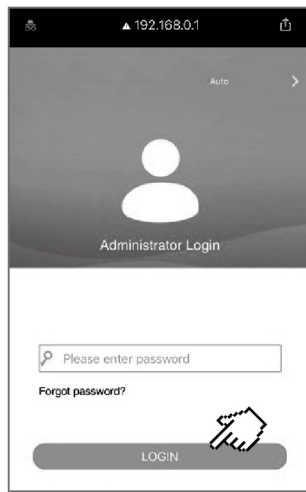 192.168.0.1
Auto
Administrator Login
Please enter password
Forgot password?
LOGIN